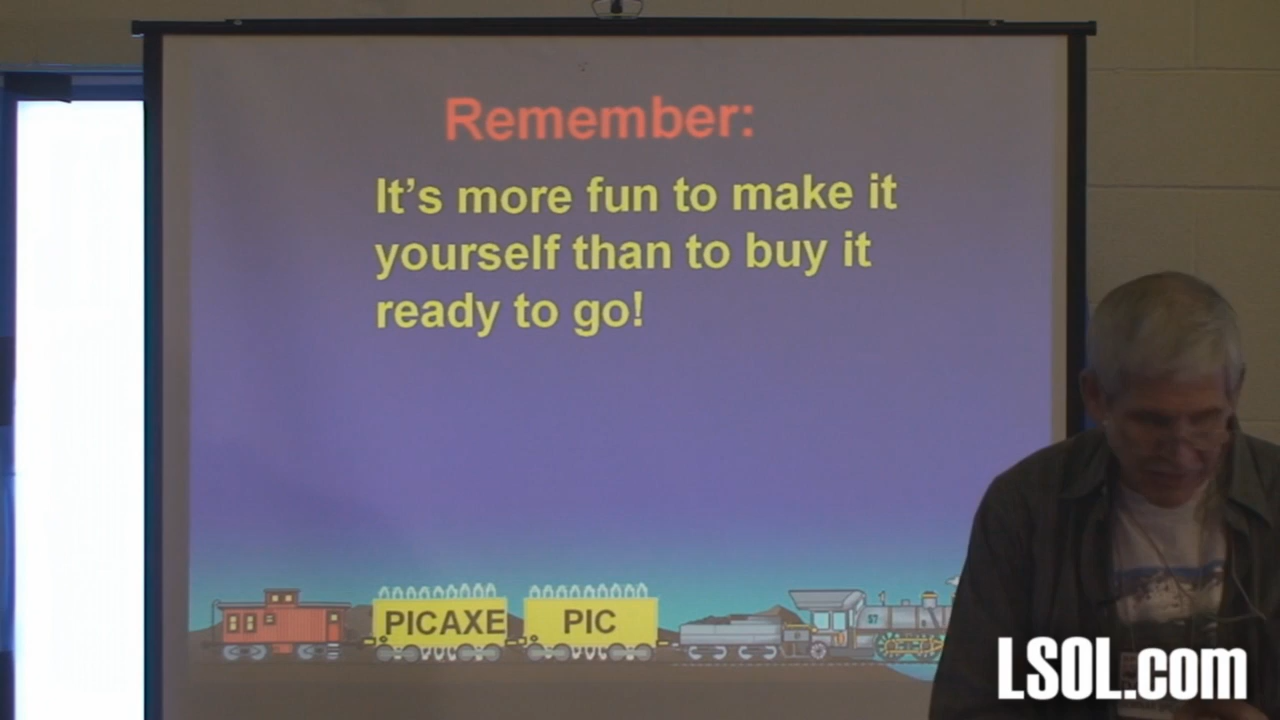 Remember:
It's more fun to make it
yourself than to buy it
ready to go!
PICAXE
PIC
57
LSOL.com